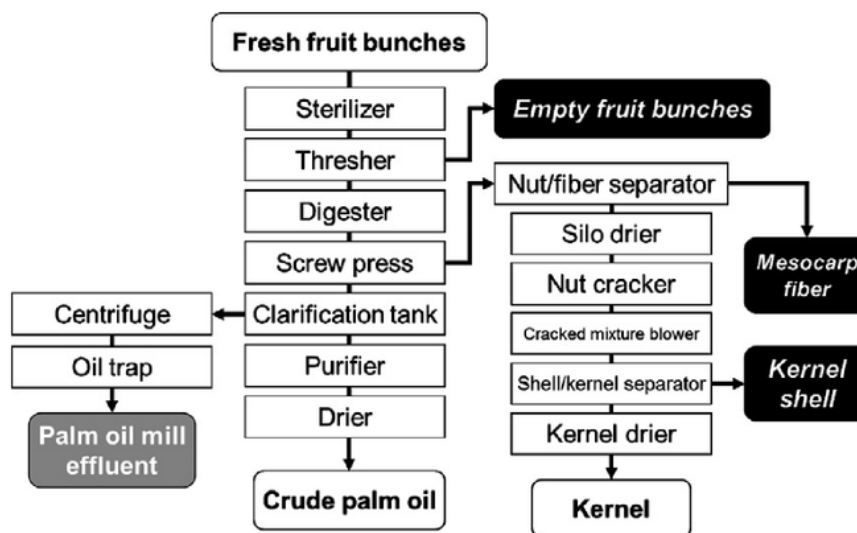 Fresh fruit bunches
Sterilizer
Empty fruit bunches
Thresher
Nut/fiber separator
Digester
Silo drier
Screw press
Mesocarp
fiber
Nut cracker
Centrifuge
Clarification tank
Cracked mixture blower
Oil trap
Purifier
Shell/kernel separator
Kernel
shell
Palm oil mill
effluent
Drier
Kernel drier
Crude palm oil
Kernel